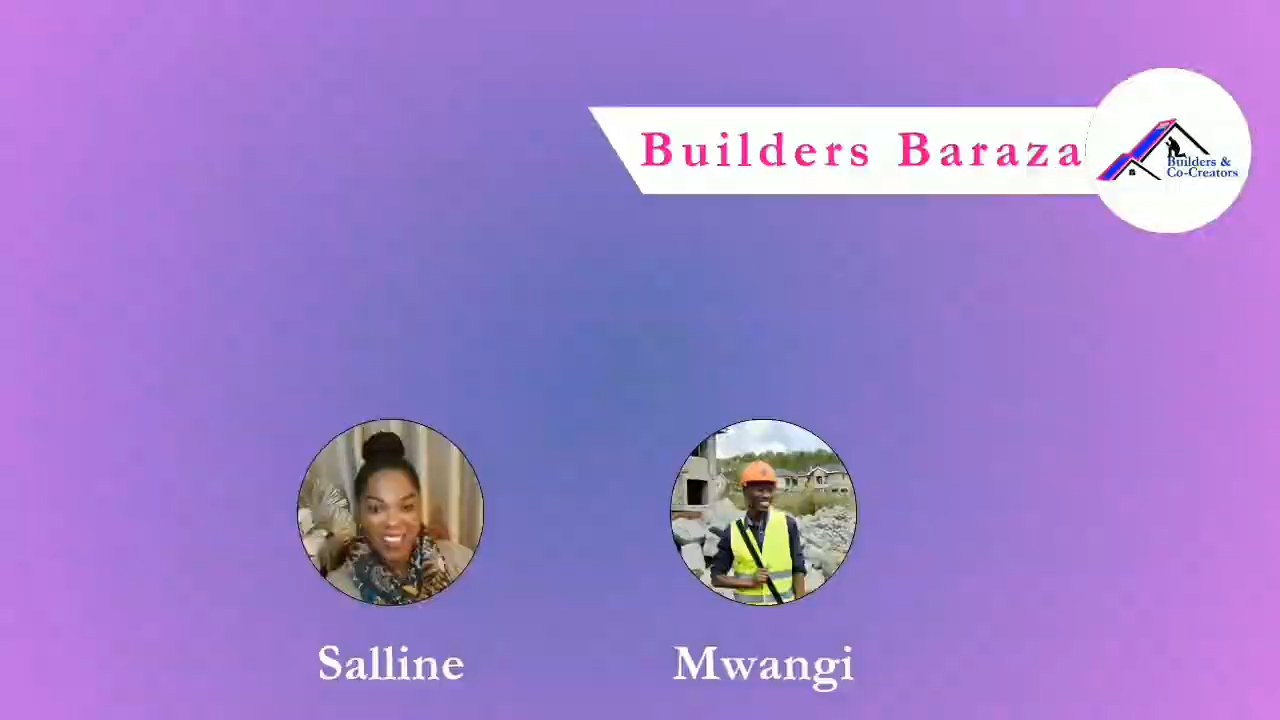 Builders Baraza
Builders &
Co-Creators
Salline
Mwangi